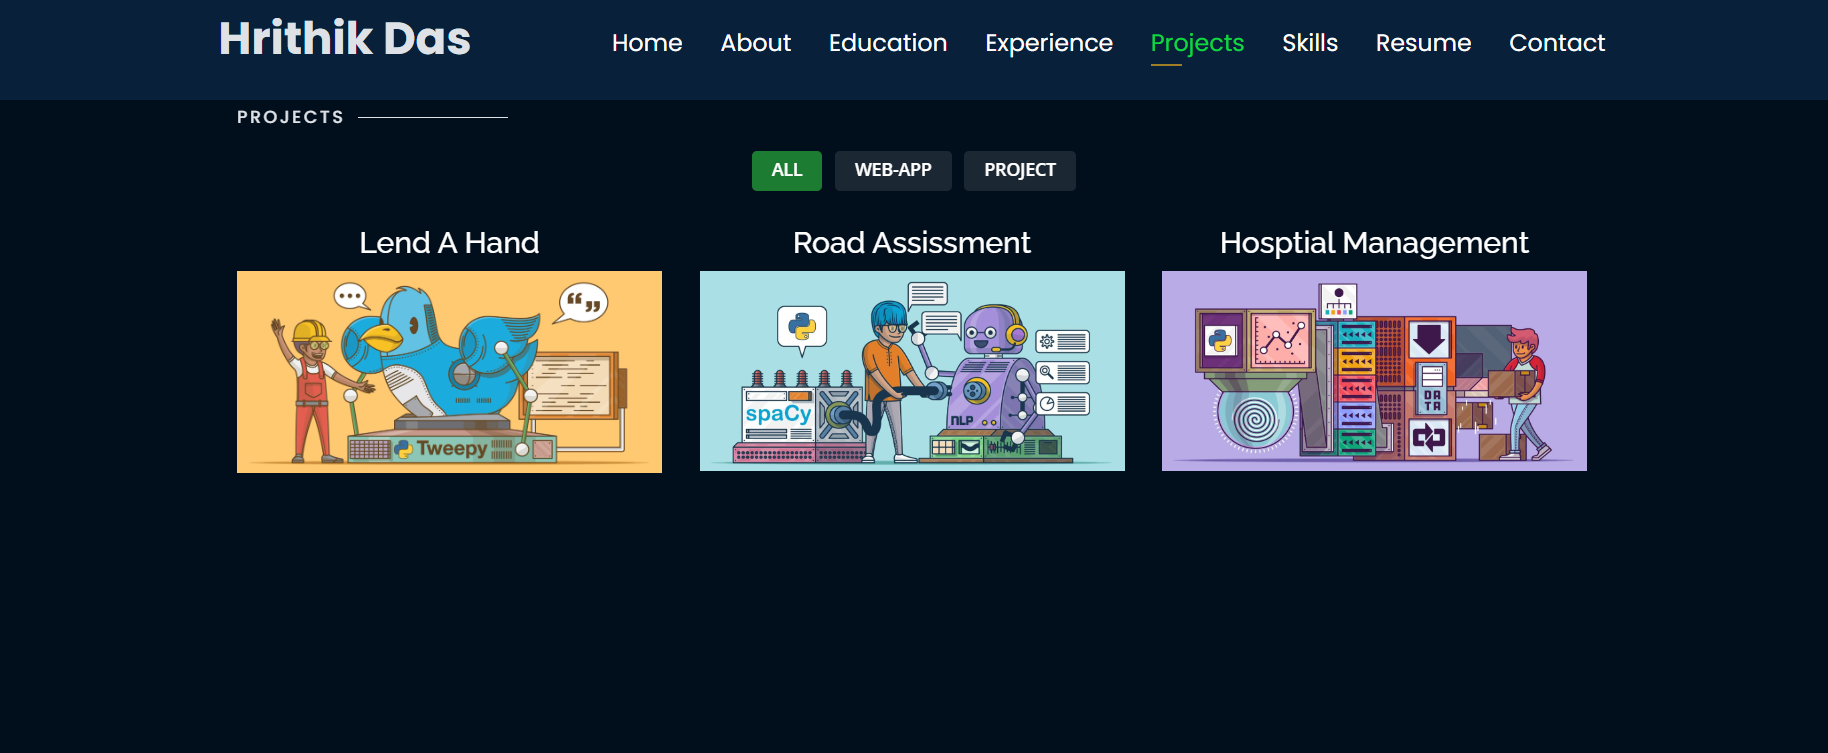 Hrithik Das
Home About Education Experience Projects Skills Resume Contact
PROJECTS
ALL WEB-APP PROJECT
Lend A Hand
Road Assissment
Hosptial Management
Tweepy
spaCy
NLP
DA
TA